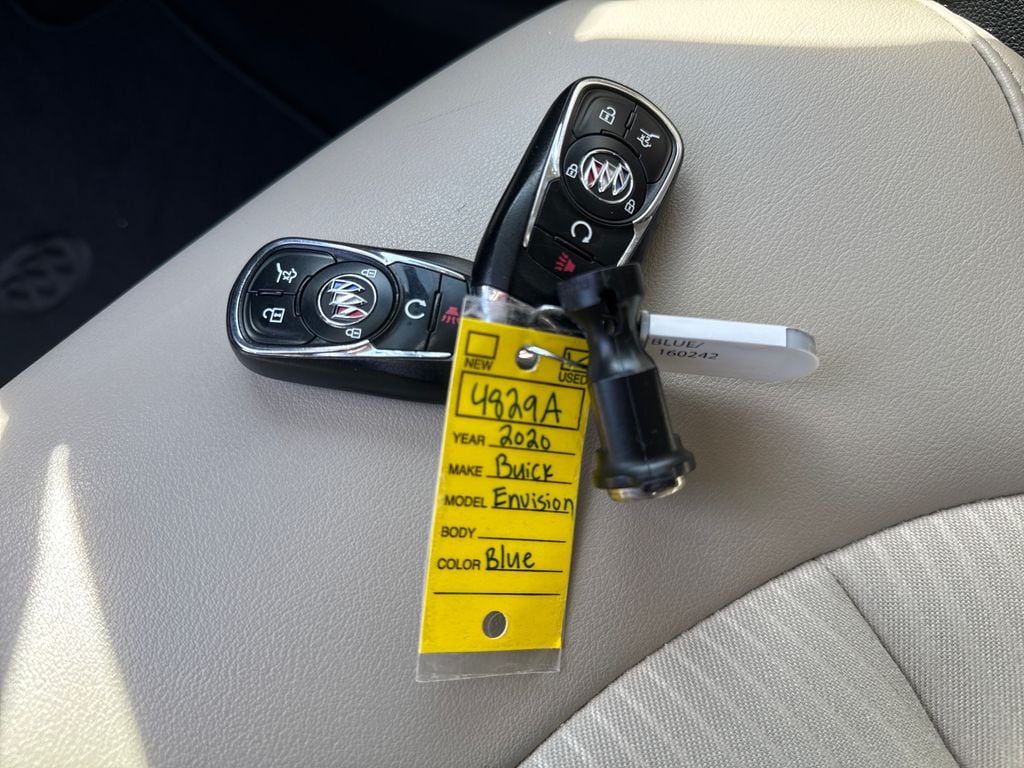 NEW
USED
4829A
YEAR 2020
MAKE Buick
MODEL Envision
BODY
COLOR Blue
BLUE/
160242